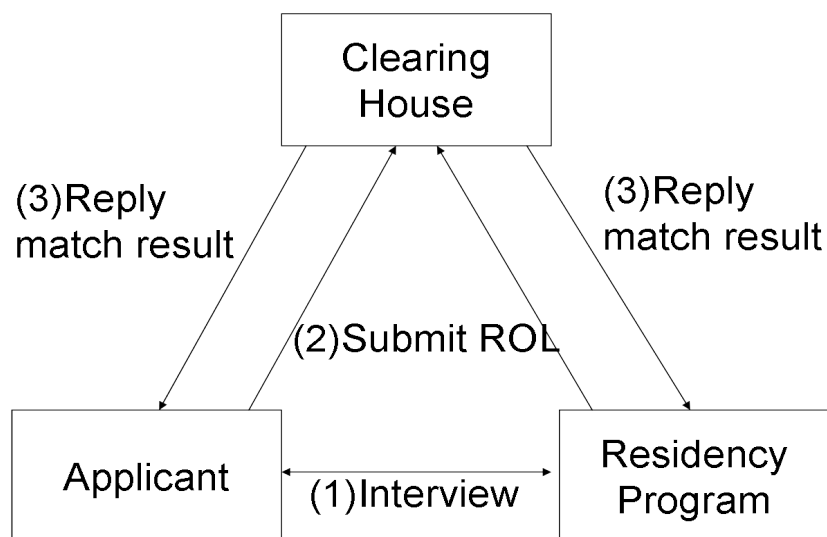 Clearing
House
(3)Reply
match result
(3)Reply
match result
(2)Submit ROL
Applicant
(1)Interview
Residency
Program